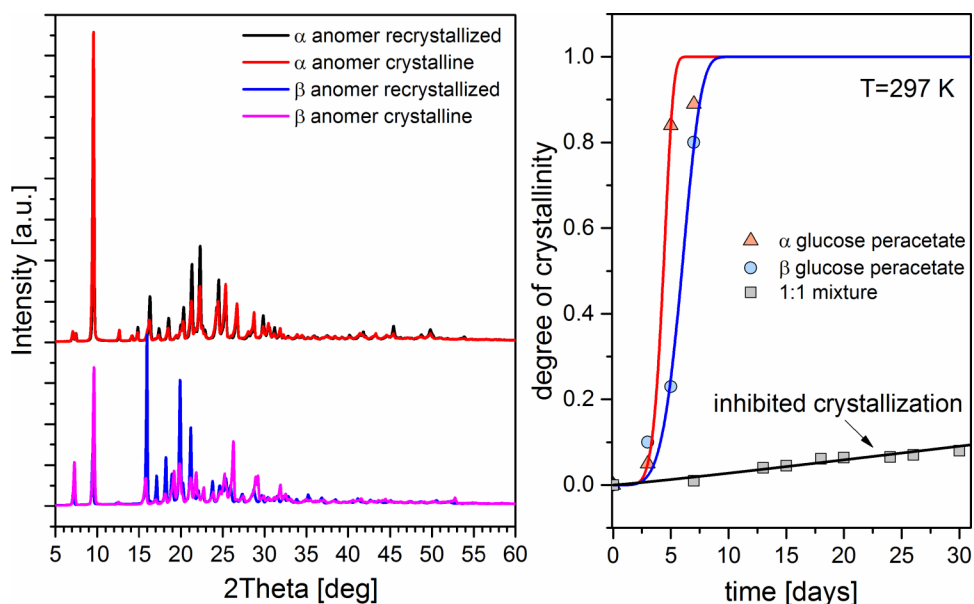 α anomer recrystallized
α anomer crystalline
β anomer recrystallized
β anomer crystalline
Intensity [a.u.]
5 10 15 20 25 30 35 40 45 50 55 60
2Theta [deg]
T=297 K
1.0
0.8
0.6
0.4
0.2
0.0
degree of crystallinity
α glucose peracetate
β glucose peracetate
1:1 mixture
inhibited crystallization
0 5 10 15 20 25 30
time [days]